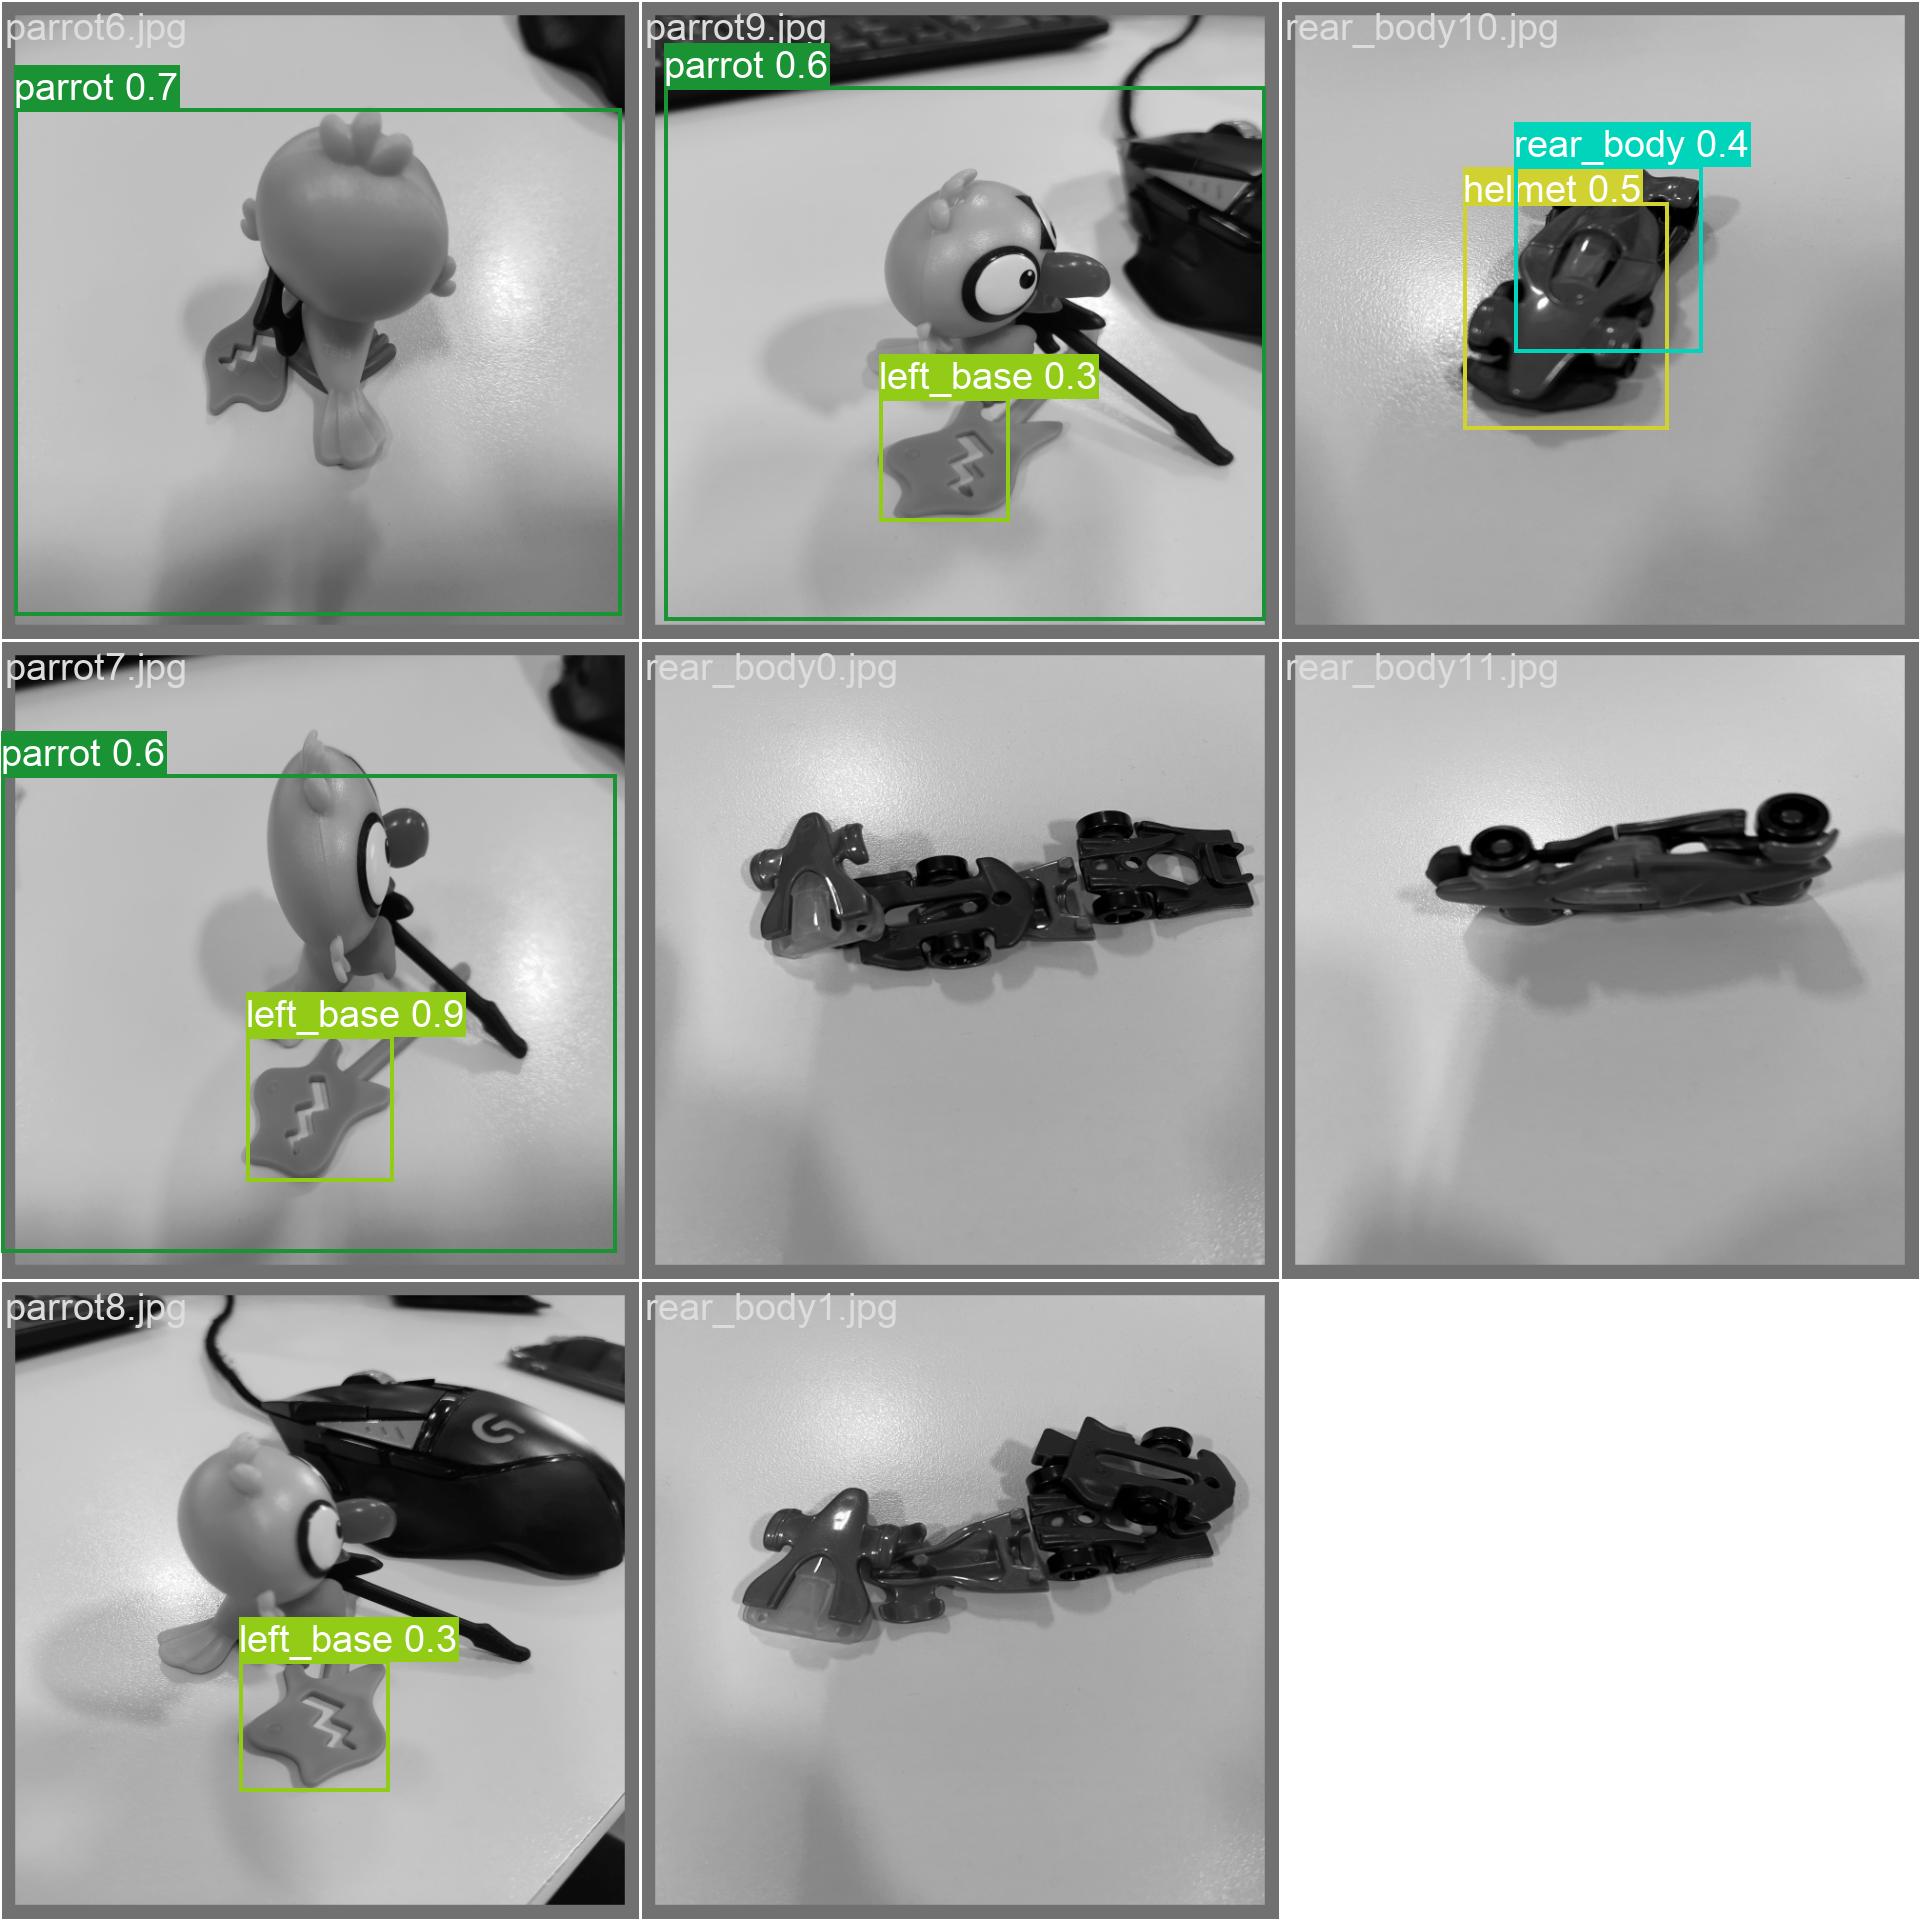 parrot6.jpg
parrot 0.7
parrot9.jpg
parrot 0.6
left_base 0.3
rear_body10.jpg
rear_body 0.4
helmet 0.5
parrot7.jpg
parrot 0.6
left_base 0.9
rear_body0.jpg
rear_body11.jpg
parrot8.jpg
left_base 0.3
rear_body1.jpg